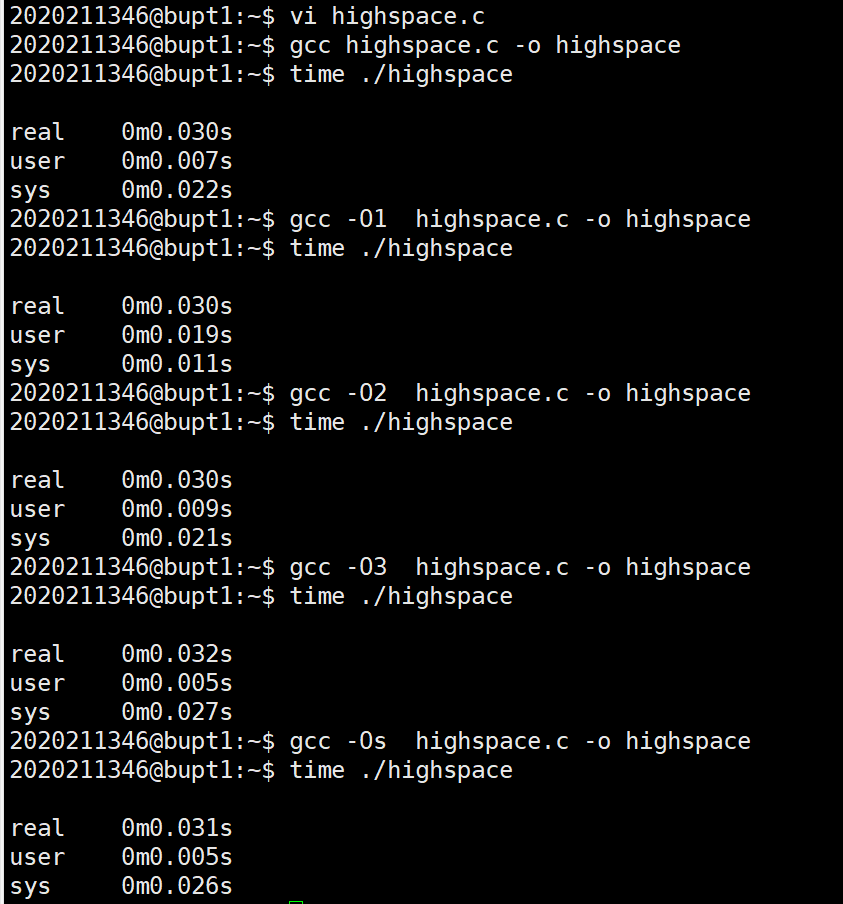 2020211346@bupt1:~$ vi highspace.c
2020211346@bupt1:~$ gcc highspace.c -o highspace
2020211346@bupt1:~$ time ./highspace
real    0m0.030s
user    0m0.007s
sys     0m0.022s
2020211346@bupt1:~$ gcc -O1  highspace.c -o highspace
2020211346@bupt1:~$ time ./highspace
real    0m0.030s
user    0m0.019s
sys     0m0.011s
2020211346@bupt1:~$ gcc -O2  highspace.c -o highspace
2020211346@bupt1:~$ time ./highspace
real    0m0.030s
user    0m0.009s
sys     0m0.021s
2020211346@bupt1:~$ gcc -O3  highspace.c -o highspace
2020211346@bupt1:~$ time ./highspace
real    0m0.032s
user    0m0.005s
sys     0m0.027s
2020211346@bupt1:~$ gcc -Os  highspace.c -o highspace
2020211346@bupt1:~$ time ./highspace
real    0m0.031s
user    0m0.005s
sys     0m0.026s